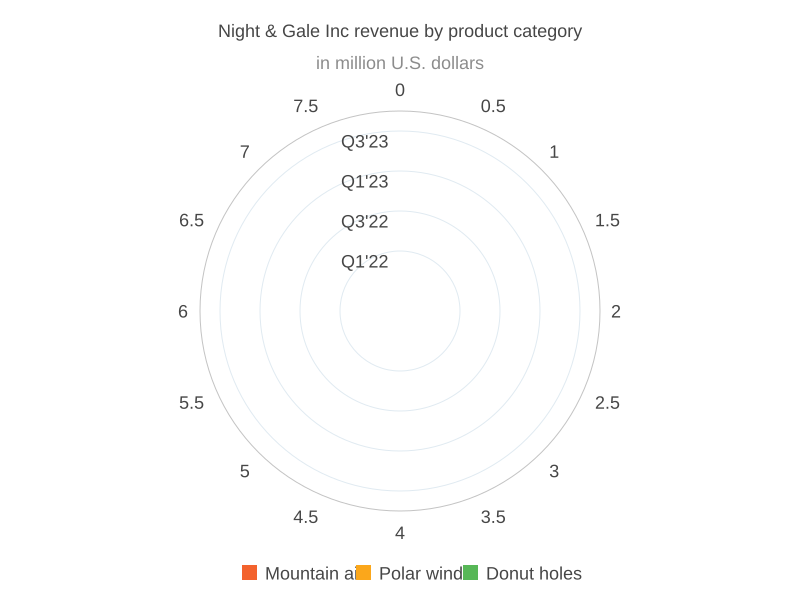 Night & Gale Inc revenue by product category
in million U.S. dollars
0
7.5 0.5
Q3'23
7 1
Q1'23
6.5 Q3'22 1.5
Q1'22
6 2
5.5 2.5
5 3
4.5 3.5
4
Mountain ai Polar wind Donut holes